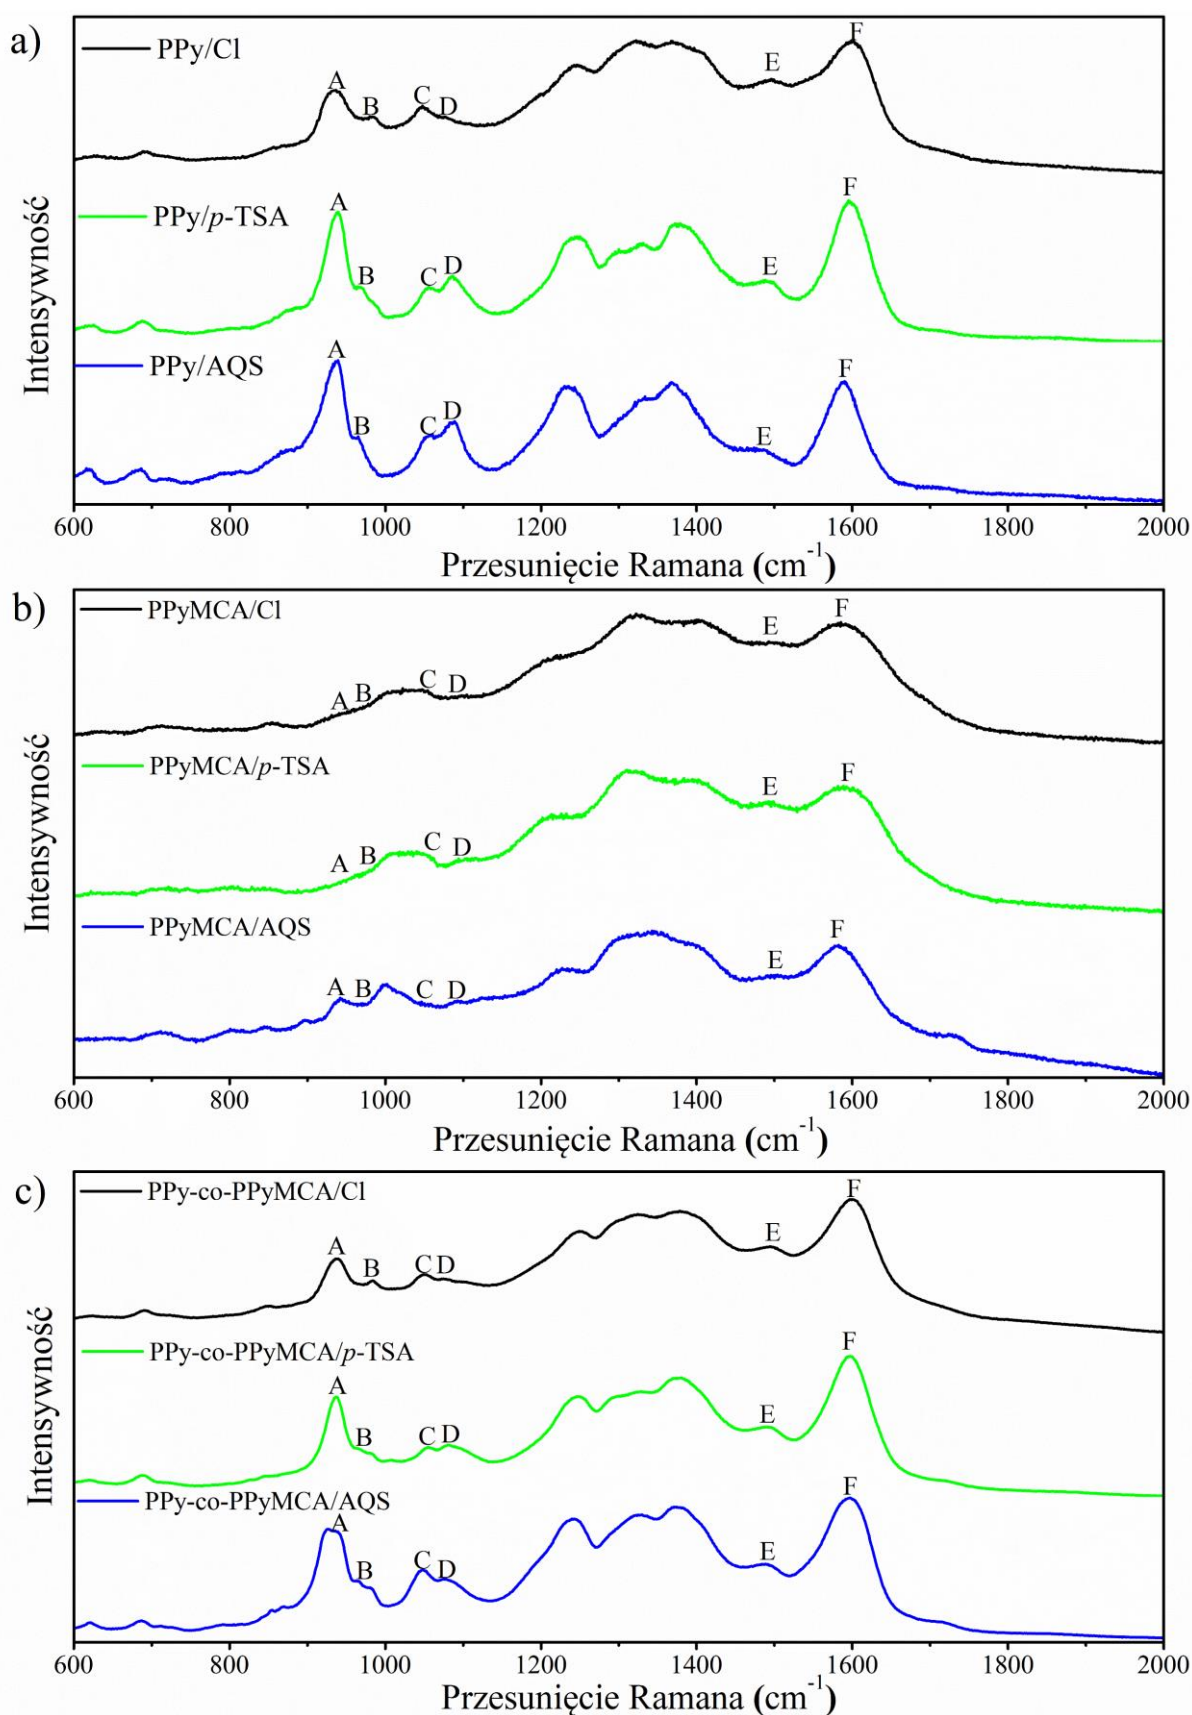 a)
PPy/Cl
A
B
C
D
E
F
PPy/p-TSA
A
B
C
D
E
F
PPy/AQS
A
B
C
D
E
F
Intensywność
600 800 1000 1200 1400 1600 1800 2000
Przesunięcie Ramana (cm-1)
b)
PPyMCA/Cl
A
B
C
D
E
F
PPyMCA/p-TSA
A
B
C
D
E
F
PPyMCA/AQS
A
B
C
D
E
F
Intensywność
600 800 1000 1200 1400 1600 1800 2000
Przesunięcie Ramana (cm-1)
c)
PPy-co-PPyMCA/Cl
A
B
C
D
E
F
PPy-co-PPyMCA/p-TSA
A
B
C
D
E
F
PPy-co-PPyMCA/AQS
A
B
C
D
E
F
Intensywność
600 800 1000 1200 1400 1600 1800 2000
Przesunięcie Ramana (cm-1)